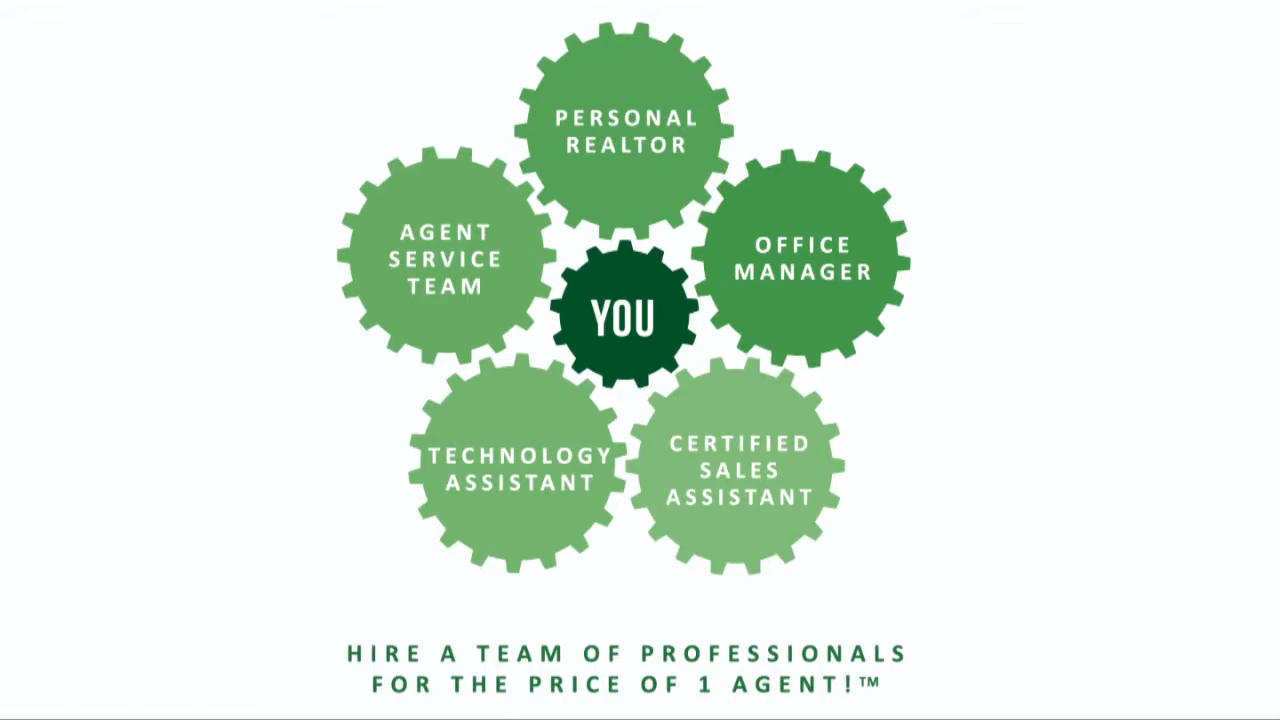 PERSONAL
REALTOR
AGENT
SERVICE
TEAM
OFFICE
MANAGER
YOU
TECHNOLOGY
ASSISTANT
CERTIFIED
SALES
ASSISTANT
HIRE A TEAM OF PROFESSIONALS
FOR THE PRICE OF 1 AGENT!™